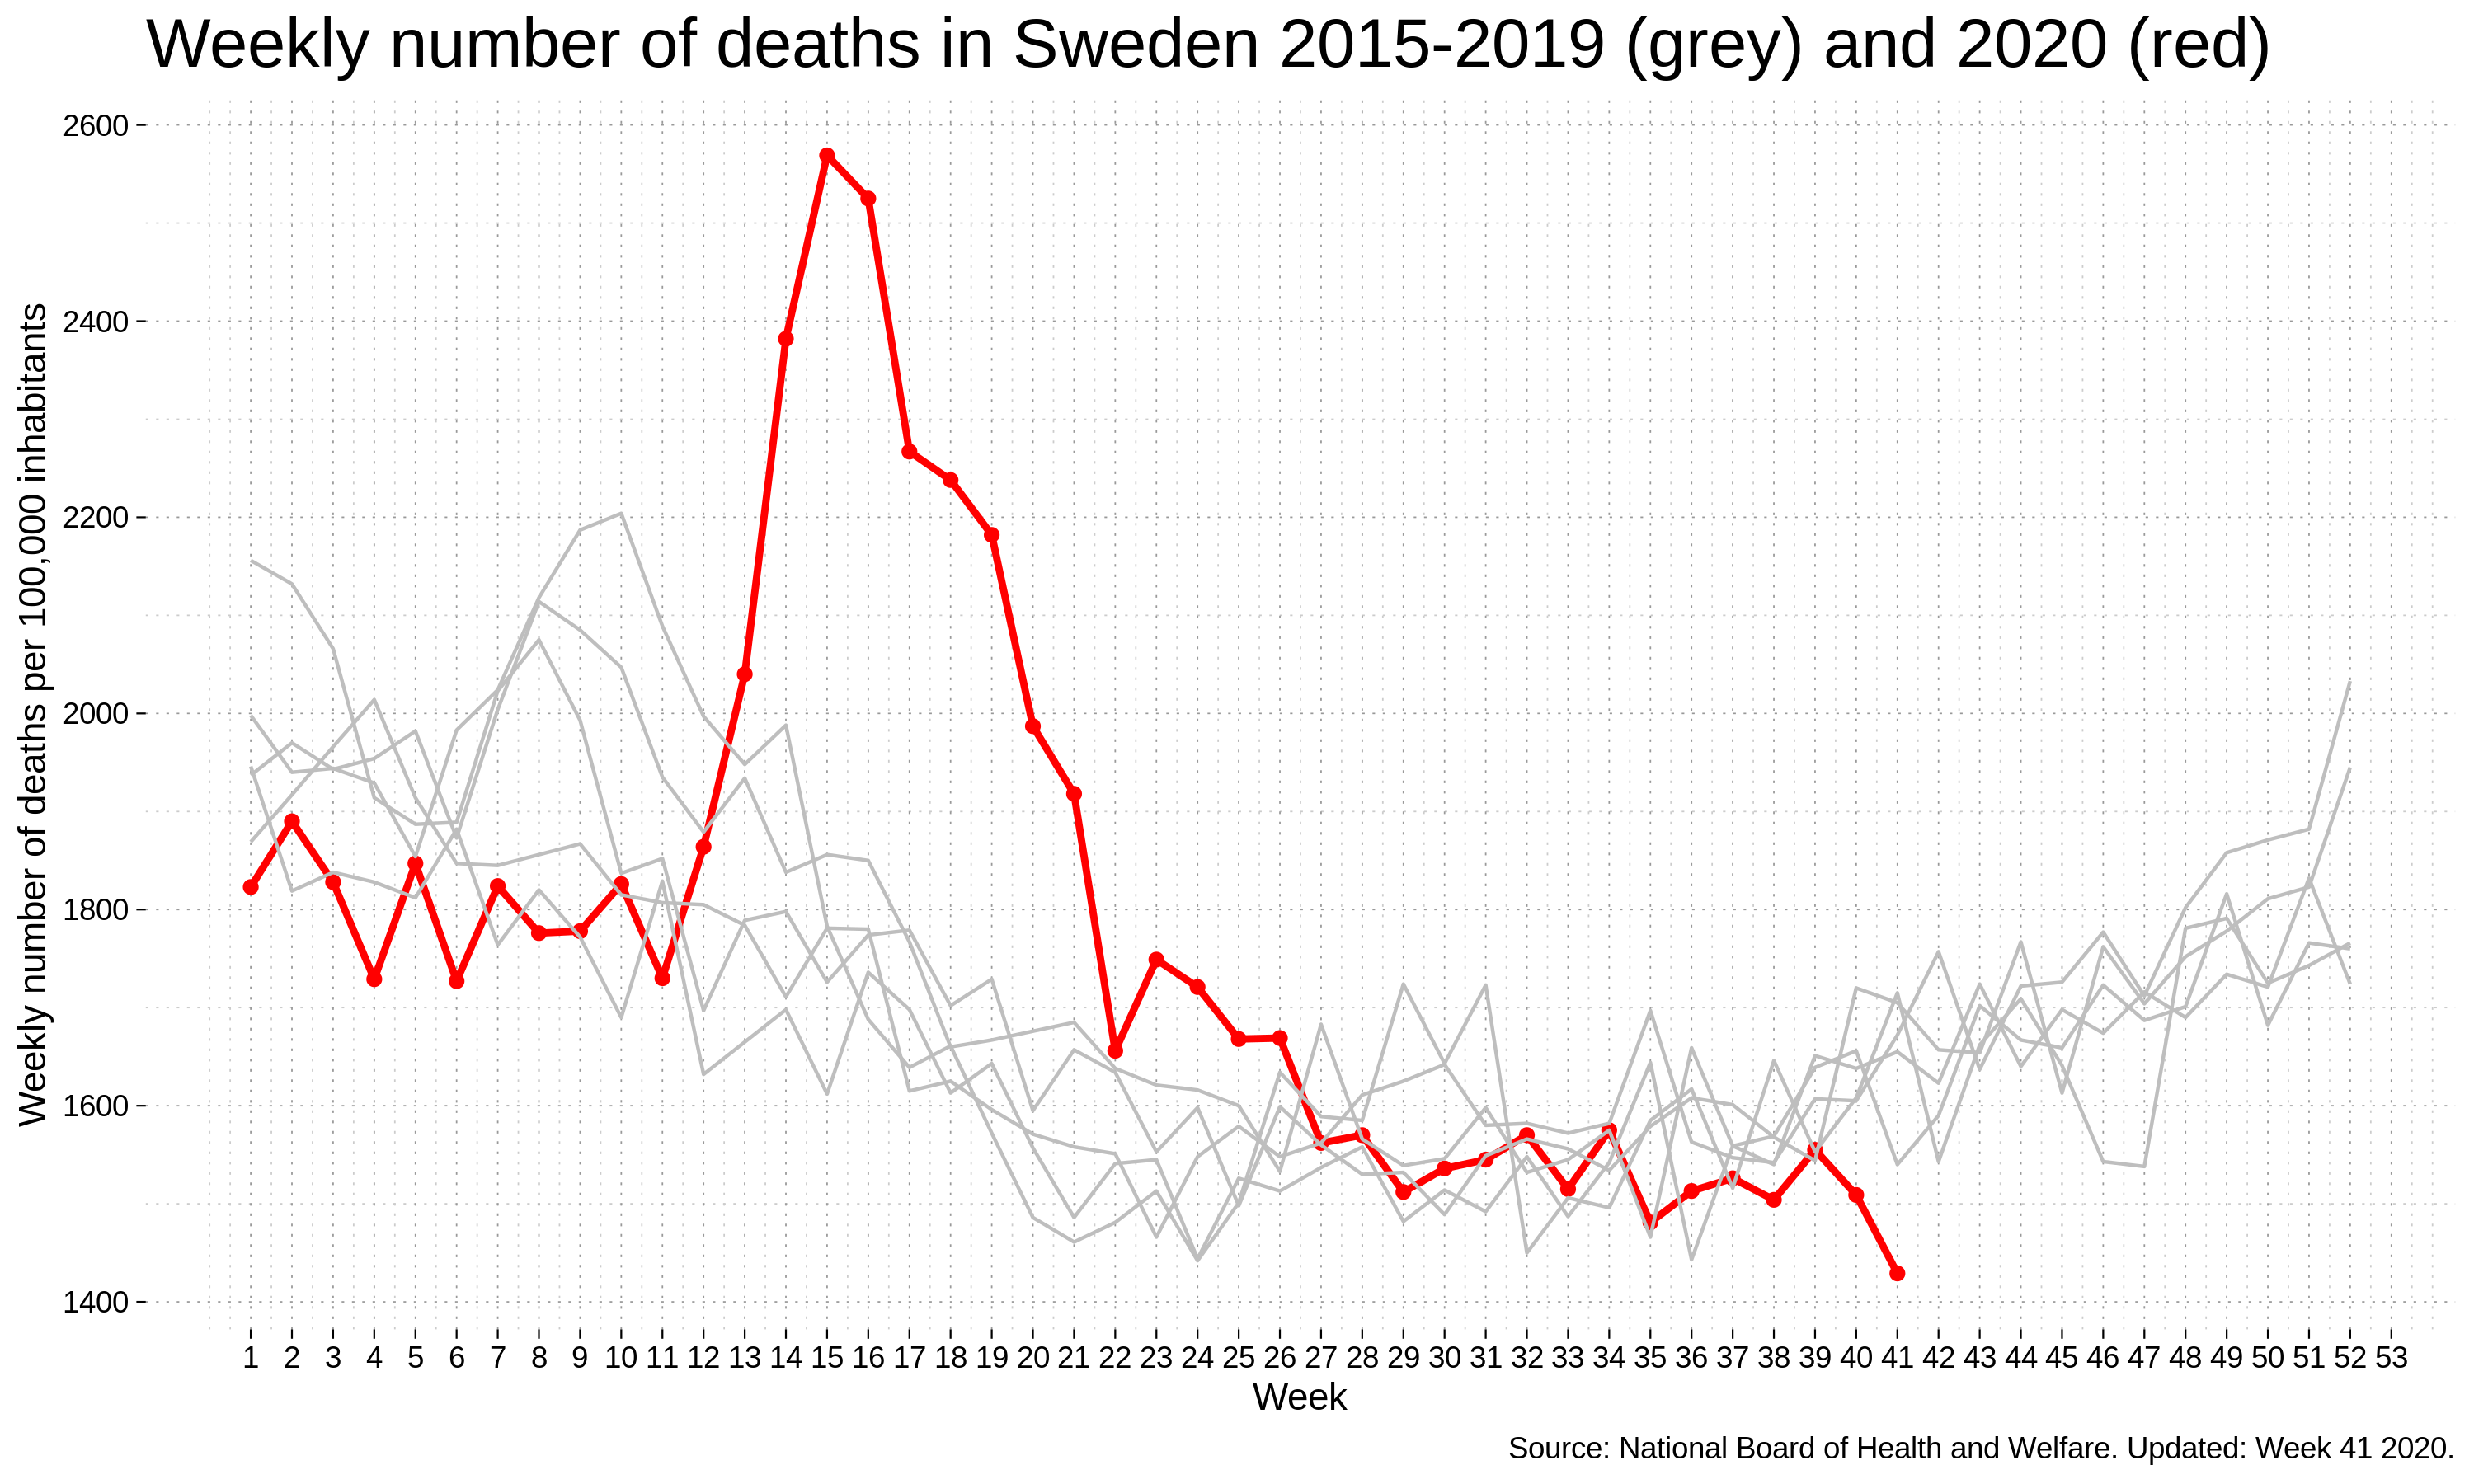 Weekly number of deaths in Sweden 2015-2019 (grey) and 2020 (red)
Weekly number of deaths per 100,000 inhabitants
2600
2400
2200
2000
1800
1600
1400
1 2 3 4 5 6 7 8 9 10 11 12 13 14 15 16 17 18 19 20 21 22 23 24 25 26 27 28 29 30 31 32 33 34 35 36 37 38 39 40 41 42 43 44 45 46 47 48 49 50 51 52 53
Week
Source: National Board of Health and Welfare. Updated: Week 41 2020.